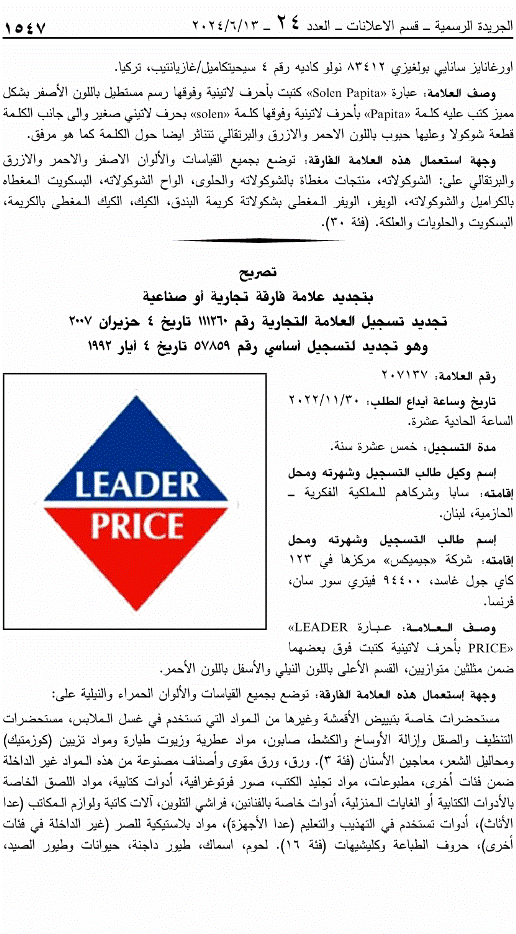 الجريدة الرسمية ـ قسم الاعلانات ـ العدد ٢٤ ـ ٢٠٢٤/٦/١٣
١٥٤٧
اورغانايز سانايي بولغيزي ٨٣٤١٢ نولو كاديه رقم ٤ سيحيتكاميل/غازيانتيب، تركيا.
وصف العلامة: عبارة «Solen Papita» كتبت بأحرف لاتينية وفوقها رسم مستطيل باللون الأصفر بشكل
مميز كتب عليه كلمة «Papita» بأحرف لاتينية وفوقها كلمة «solen» بحرف لاتيني صغير والى جانب الكلمة
قطعة شوكولا وعليها حبوب باللون الاحمر والازرق والبرتقالي تتناثر ايضا حول الكلمة كما هو مرفق.
وجهة استعمال هذه العلامة الفارقة: توضع بجميع القياسات والألوان الاصفر والاحمر والازرق
والبرتقالي على: الشوكولاته، منتجات مغطاة بالشوكولاته والحلوى، الواح الشوكولاته، البسكويت المغطاه
بالكراميل والشوكولاته، الويفر، الويفر المغطى بشكولاتة كريمة البندق، الكيك، الكيك المغطى بالكريمة،
البسكويت والحلويات والعلكة. (فئة ٣٠).
تصريح
بتجديد علامة فارقة تجارية أو صناعية
تجديد تسجيل العلامة التجارية رقم ١١١٢٦٠ تاريخ ٤ حزيران ٢٠٠٧
وهو تجديد لتسجيل أساسي رقم ٥٧٨٥٩ تاريخ ٤ أيار ١٩٩٢
رقم العلامة: ٢٠٧١٣٧
تاريخ وساعة أيداع الطلب: ٢٠٢٢/١١/٣٠
الساعة الحادية عشرة.
مدة التسجيل: خمس عشرة سنة.
إسم وكيل طالب التسجيل وشهرته ومحل
إقامته: سابا وشركاهم للملكية الفكرية ـ
الحازمية، لبنان.
إسم طالب التسجيل وشهرته ومحل
إقامته: شركة «جيميكس» مركزها في ١٢٣
كاي جول غاسد، ٩٤٤٠٠ فيتري سور سان،
فرنسا.
وصف العلامة: عبارة LEADER»
«PRICE بأحرف لاتينية كتبت فوق بعضهما
ضمن مثلثين متوازيين، القسم الأعلى باللون النيلي والأسفل باللون الأحمر.
LEADER
PRICE
وجهة إستعمال هذه العلامة الفارقة: توضع بجميع القياسات والألوان الحمراء والنيلية على:
مستحضرات خاصة بتبييض الأقمشة وغيرها من المواد التي تستخدم في غسل الملابس، مستحضرات
التنظيف والصقل وإزالة الأوساخ والكشط، صابون، مواد عطرية وزيوت طيارة ومواد تزيين (كوزمتيك)
ومحاليل الشعر، معاجين الأسنان (فئة ٣). ورق، ورق مقوى وأصناف مصنوعة من هذه المواد غير الداخلة
ضمن فئات أخرى، مطبوعات، مواد تجليد الكتب، صور فوتوغرافية، أدوات كتابية، مواد اللصق الخاصة
بالأدوات الكتابية أو الغايات المنزلية، أدوات خاصة بالفنانين، فراشي التلوين، آلات كاتبة ولوازم المكاتب (عدا
الأثاث)، أدوات تستخدم في التهذيب والتعليم (عدا الأجهزة)، مواد بلاستيكية للصر (غير الداخلة في فئات
أخرى)، حروف الطباعة وكليشيهات (فئة ١٦). لحوم، اسماك، طيور داجنة، حيوانات وطيور الصيد،